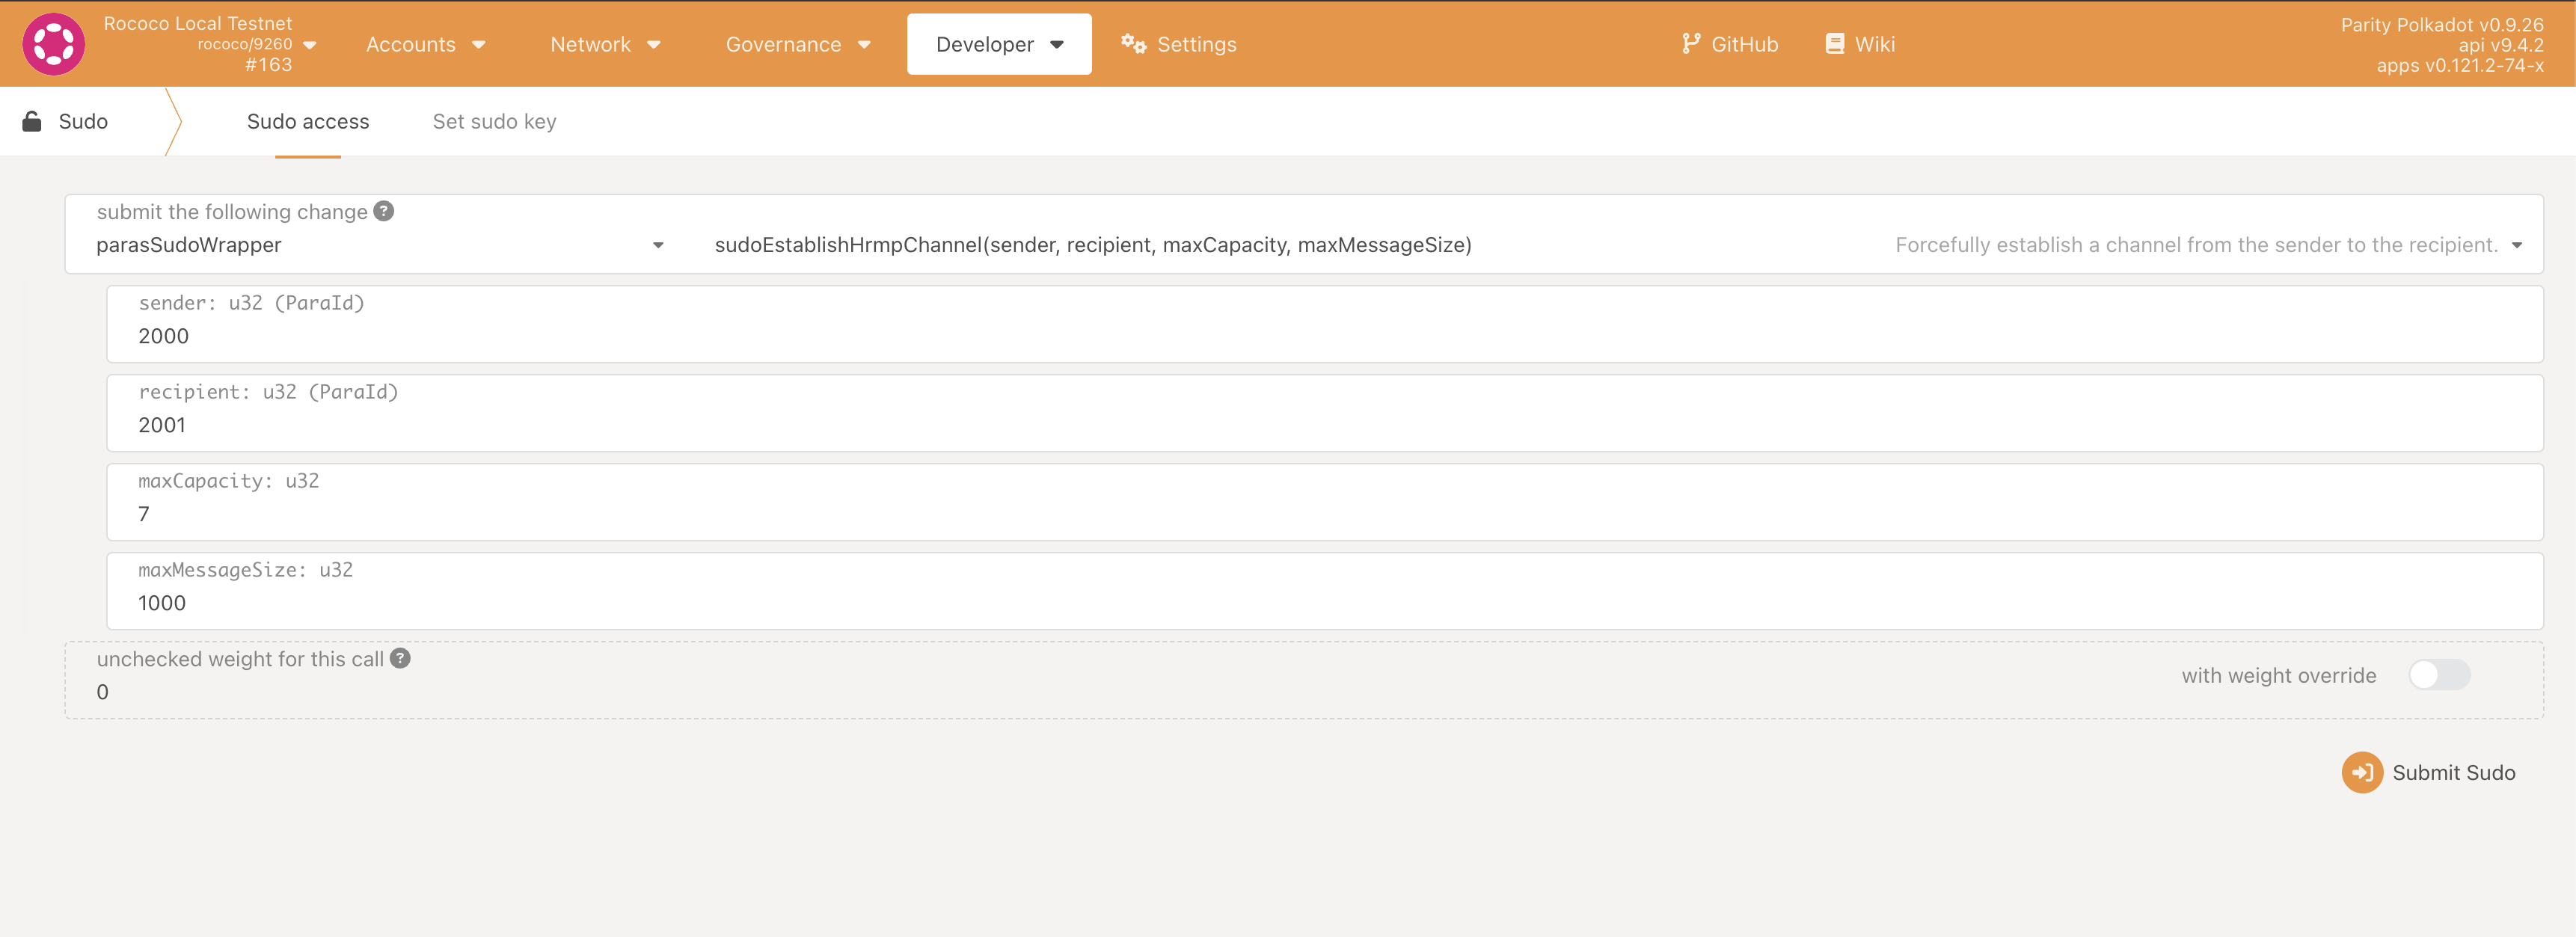 Rococo Local Testnet
rococo/9260
#163
Accounts
Network
Governance
Developer
Settings
GitHub
Wiki
Parity Polkadot v0.9.26
api v9.4.2
apps v0.121.2-74-x
Sudo
Sudo access
Set sudo key
submit the following change ?
parasSudoWrapper
sudoEstablishHrmpChannel(sender, recipient, maxCapacity, maxMessageSize)
Forcefully establish a channel from the sender to the recipient.
sender: u32 (ParaId)
2000
recipient: u32 (ParaId)
2001
maxCapacity: u32
7
maxMessageSize: u32
1000
unchecked weight for this call ?
0
with weight override
Submit Sudo